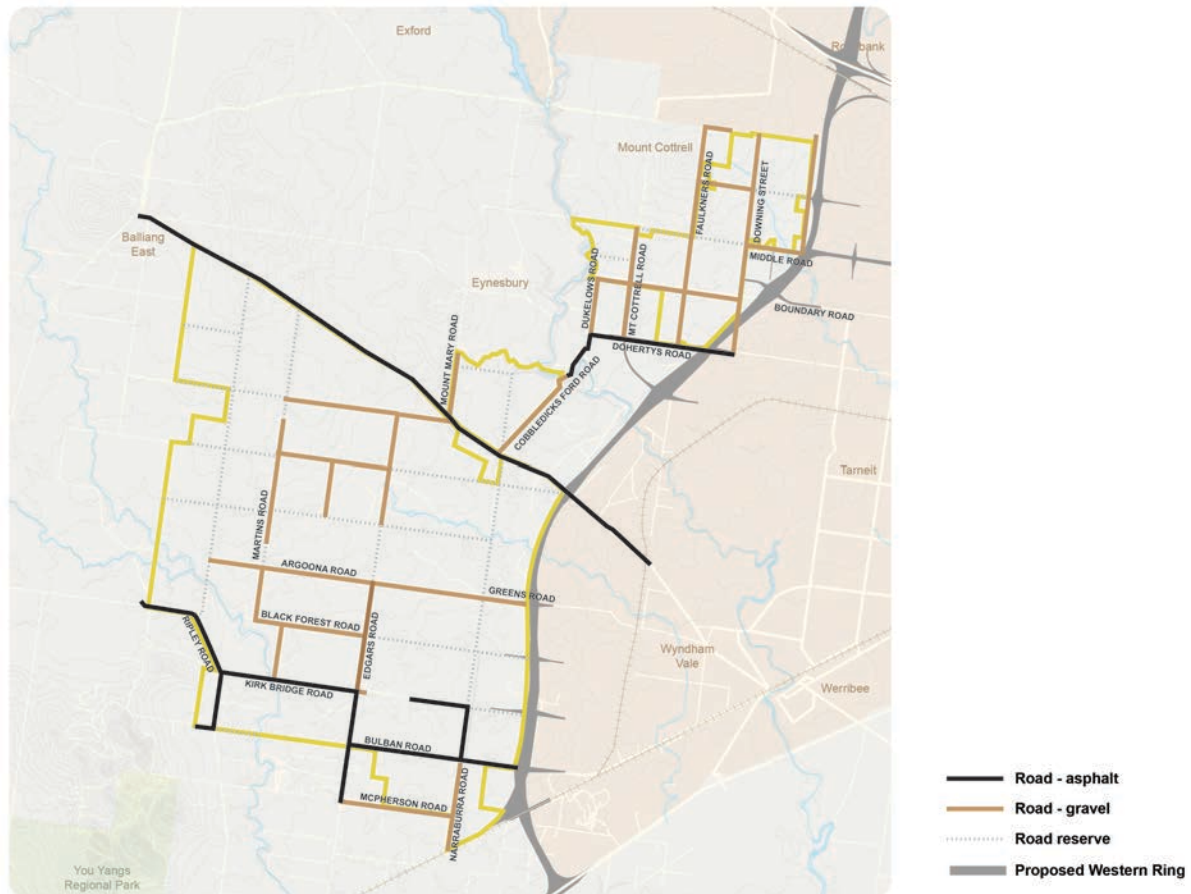 Exford
Rockbank
Mount Cottrell
FAULKNERS ROAD
DOWNING STREET
Balliang
East
Eynesbury
DUKELOWS ROAD
MT COTTRELL ROAD
MIDDLE ROAD
BOUNDARY ROAD
MOUNT MARY ROAD
DOHERTYS ROAD
COBBLEDICKS FORD ROAD
Tarneit
MARTINS ROAD
ARGOONA ROAD
GREENS ROAD
BLACK FOREST ROAD
EDGARS ROAD
RIPLEY ROAD
Wyndham
Vale
KIRK BRIDGE ROAD
Werribee
BULBAN ROAD
MCPHERSON ROAD
NARRABURRA ROAD
You Yangs
Regional Park
Road - asphalt
Road - gravel
Road reserve
Proposed Western Ring